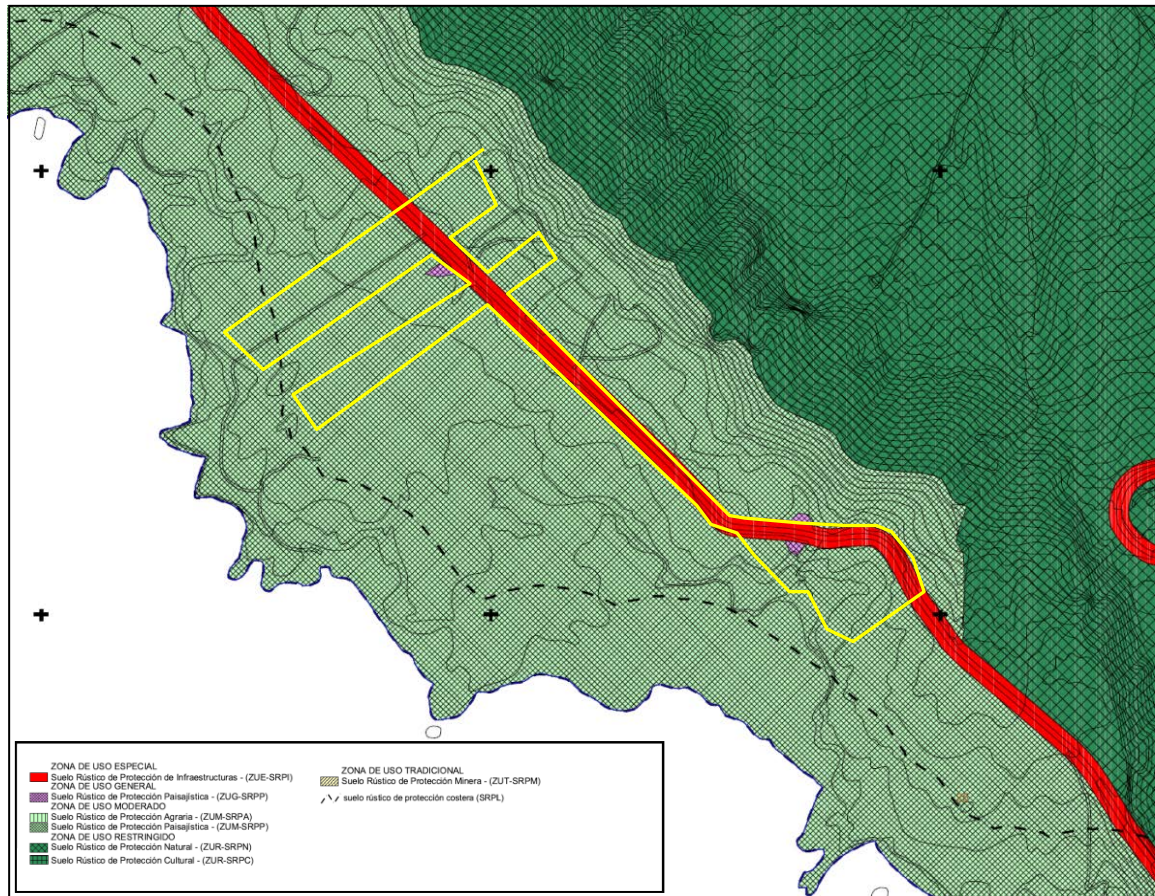 ZONA DE USO ESPECIAL
Suelo Rústico de Protección de Infraestructuras - (ZUE-SRPI)
ZONA DE USO GENERAL
Suelo Rústico de Protección Paisajística - (ZUG-SRPP)
ZONA DE USO MODERADO
Suelo Rústico de Protección Agraria - (ZUM-SRPA)
Suelo Rústico de Protección Paisajística - (ZUM-SRPP)
ZONA DE USO RESTRINGIDO
Suelo Rústico de Protección Natural - (ZUR-SRPN)
Suelo Rústico de Protección Cultural - (ZUR-SRPC)
ZONA DE USO TRADICIONAL
Suelo Rústico de Protección Minera - (ZUT-SRPM)
suelo rústico de protección costera (SRPL)